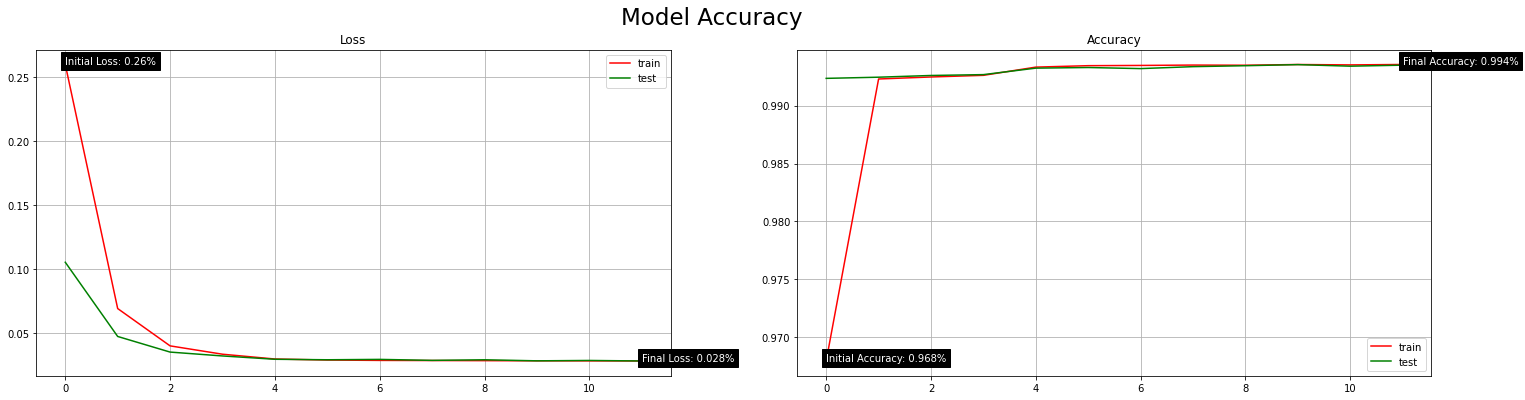 Model Accuracy
Loss
Initial Loss: 0.26%
train
test
0.25
0.20
0.15
0.10
0.05
Final Loss: 0.028%
0 2 4 6 8 10
Accuracy
Final Accuracy: 0.994%
0.990
0.985
0.980
0.975
0.970
Initial Accuracy: 0.968%
train
test
0 2 4 6 8 10